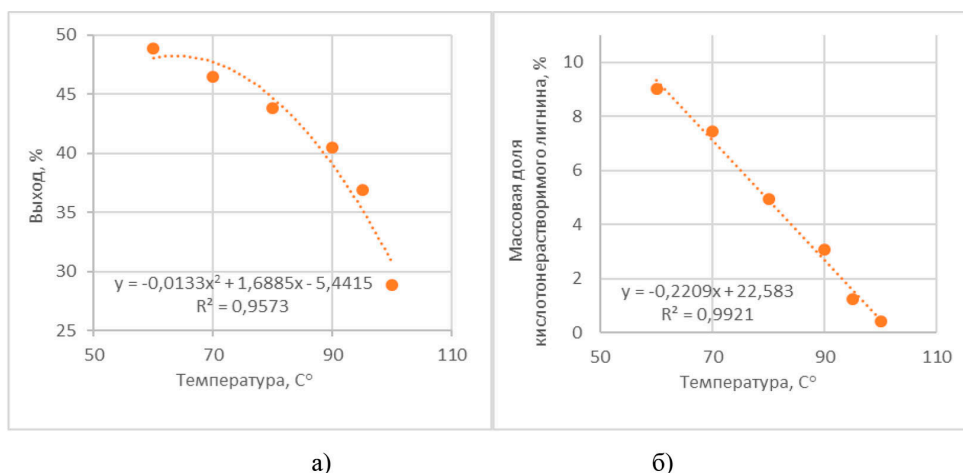 50
45
40
35
30
25
Выход, %
y = -0,0133x² + 1,6885x - 5,4415
R² = 0,9573
50 70 90 110
Температура, С°
10
8
6
4
2
0
Массовая доля
кислотонерастворимого лигнина, %
y = -0,2209x + 22,583
R² = 0,9921
50 70 90 110
Температура, С°
а) б)